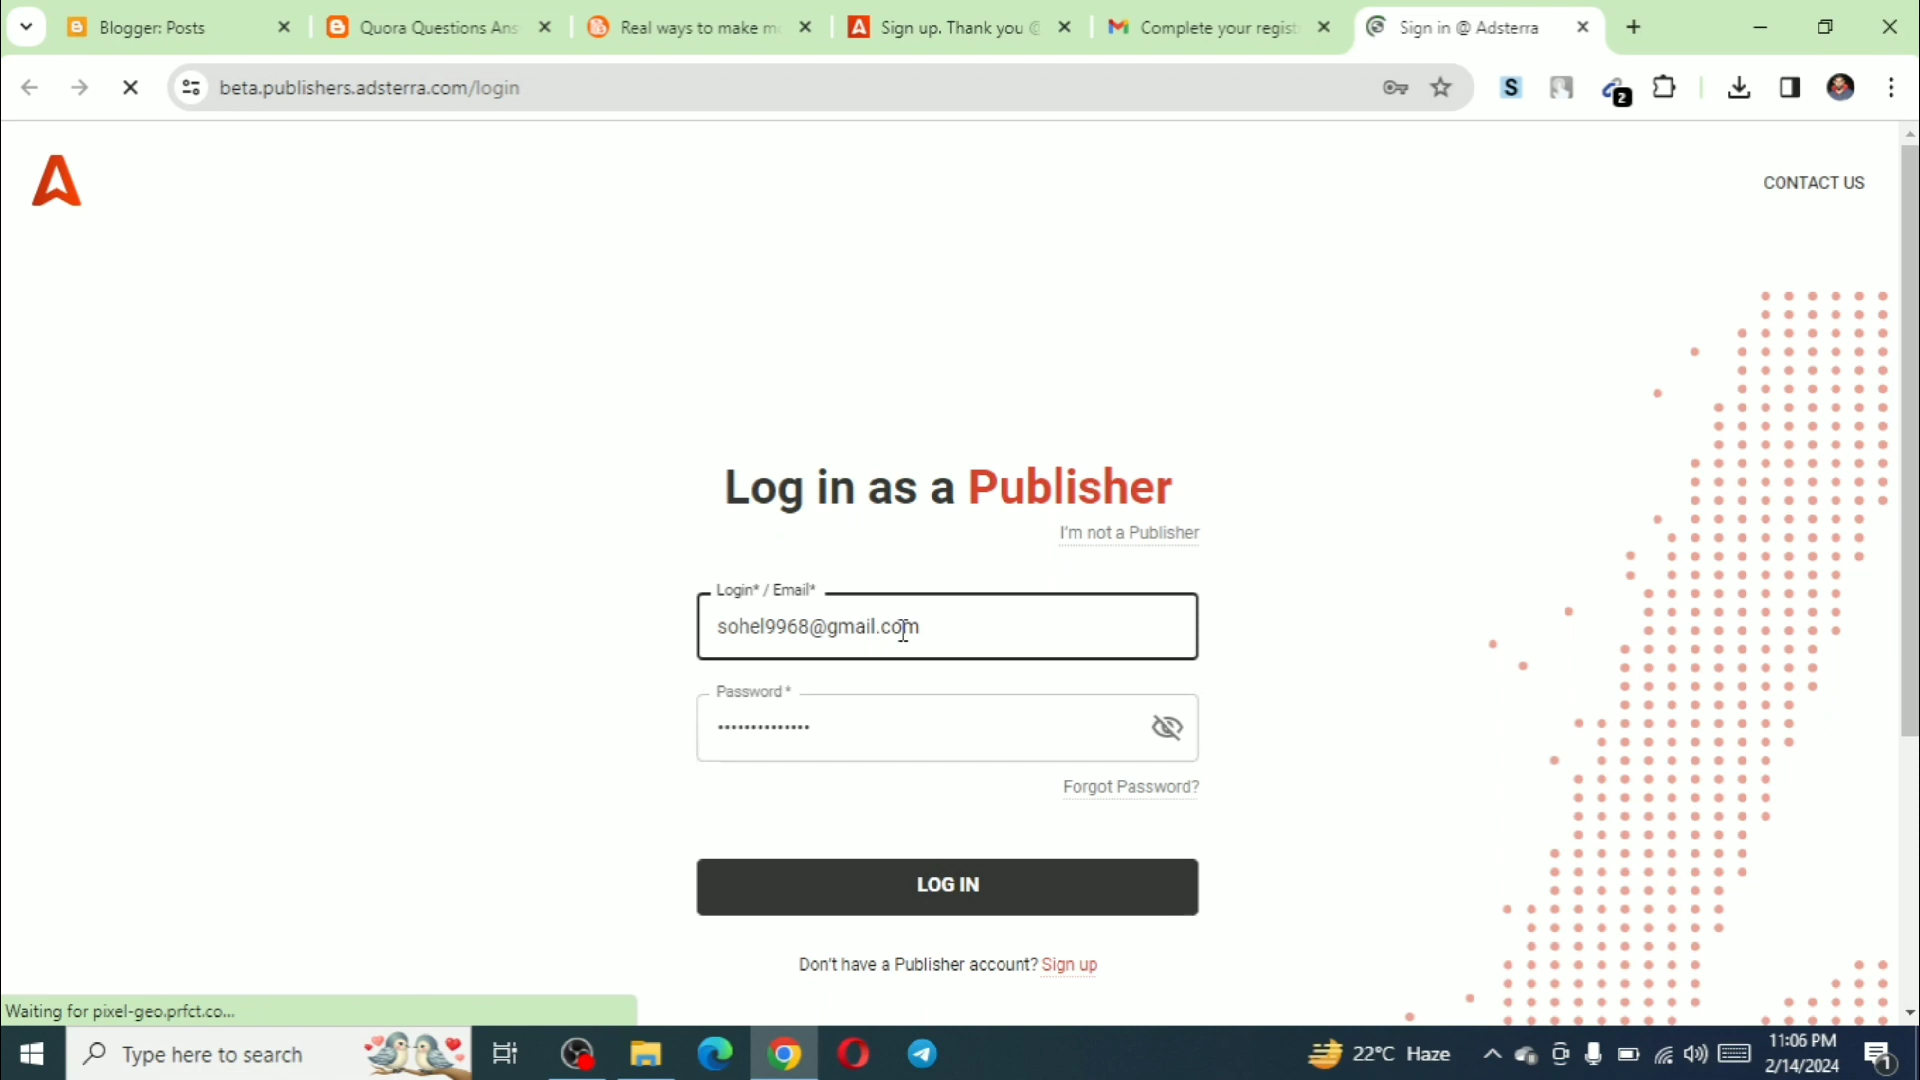 Blogger: Posts
Quora Questions Ans
Real ways to make mo
Sign up. Thank you @
Complete your regist
Sign in @ Adsterra
beta.publishers.adsterra.com/login
S
2
CONTACT US
Log in as a Publisher
I'm not a Publisher
Login* / Email*
sohel9968@gmail.com
Password *
••••••••••••••
Forgot Password?
LOG IN
Don't have a Publisher account? Sign up
Waiting for pixel-geo.prfct.co...
Type here to search
22°C Haze
11:06 PM
2/14/2024
1